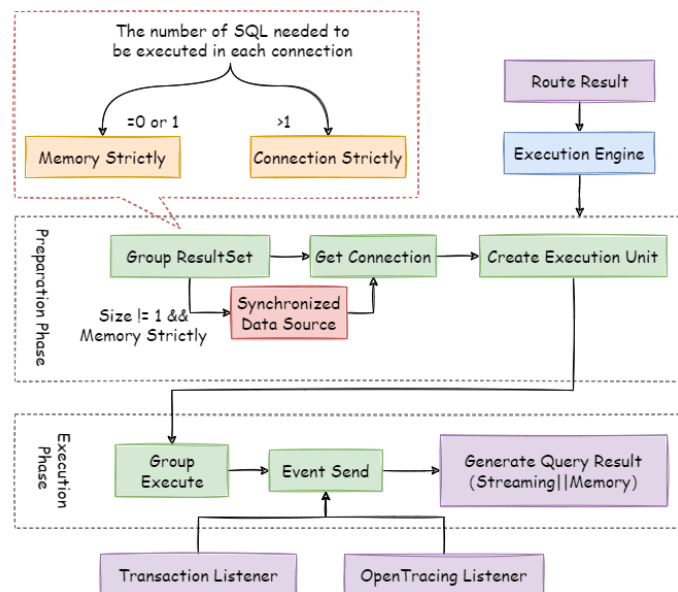 The number of SQL needed to
be executed in each connection
=0 or 1
>1
Memory Strictly
Connection Strictly
Route Result
Execution Engine
Preparation Phase
Group ResultSet
Get Connection
Create Execution Unit
Size != 1 &&
Memory Strictly
Synchronized
Data Source
Execution
Phase
Group
Execute
Event Send
Generate Query Result
(Streaming||Memory)
Transaction Listener
OpenTracing Listener